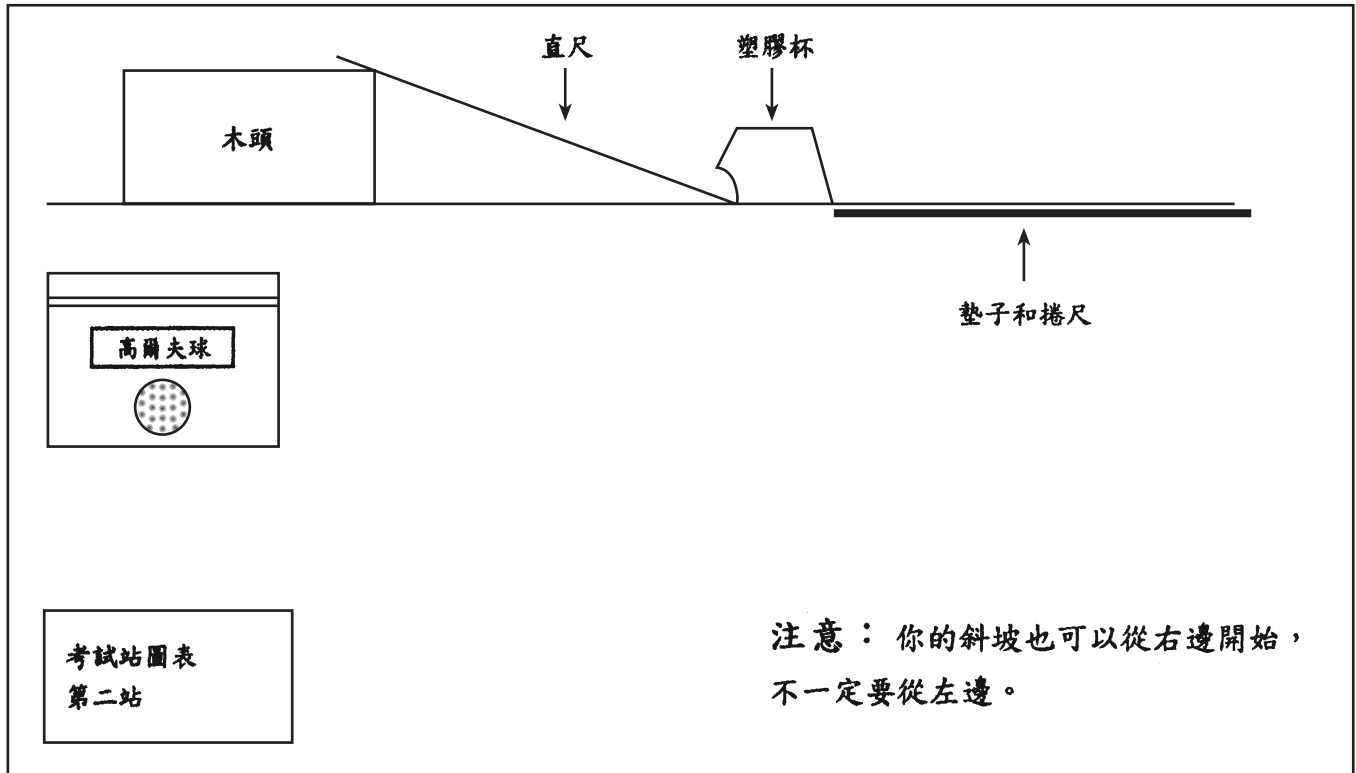 直尺
塑膠杯
木頭
墊子和捲尺
高爾夫球
考試站圖表
第二站
注意：你的斜坡也可以從右邊開始，
不一定要從左邊。